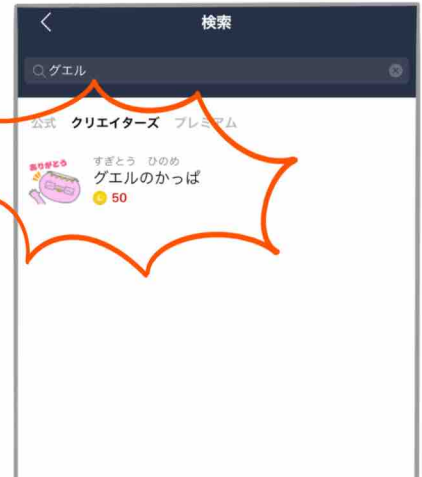 検索
グエル
公式 クリエイターズ プレミアム
ありがとう
すぎとう ひのめ
グエルのかっぱ
50